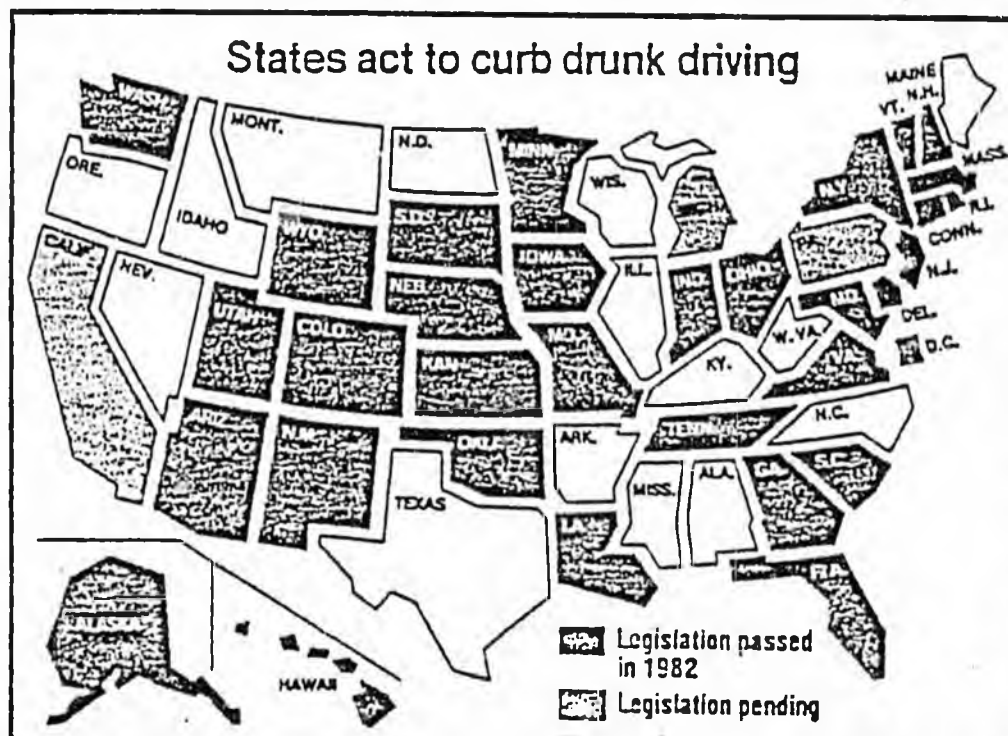 States act to curb drunk driving
WASH.
MONT.
N.D.
MINN.
ORE.
IDAHO
WYO.
S.D.
WIS.
MAINE
N.H.
VT.
MASS.
N.Y.
R.I.
CONN.
N.J.
DEL.
D.C.
CALIF.
NEV.
UTAH
COLO.
NEB.
IOWA
ILL.
IND.
OHIO
PA.
MD.
W. VA.
KAN.
MO.
KY.
N.C.
ARIZ.
N.M.
OKLA.
ARK.
TENN.
S.C.
TEXAS
LA.
MISS.
ALA.
GA.
FLA.
HAWAII
Legislation passed
in 1982
Legislation pending